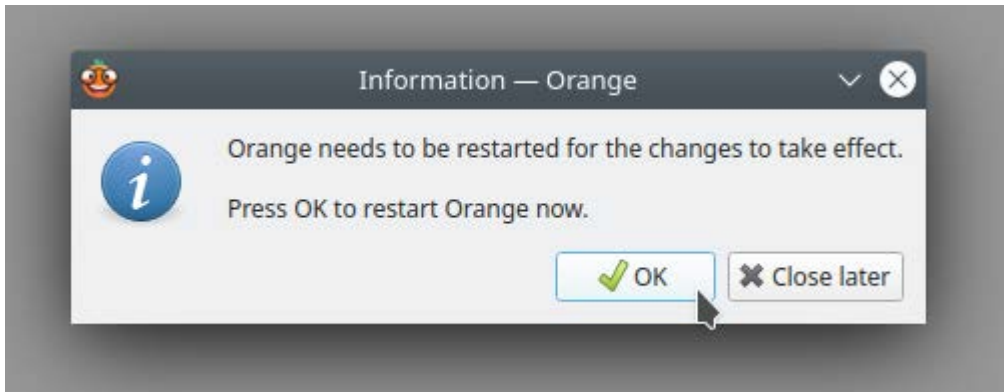 Information — Orange
Orange needs to be restarted for the changes to take effect.
Press OK to restart Orange now.
OK
Close later